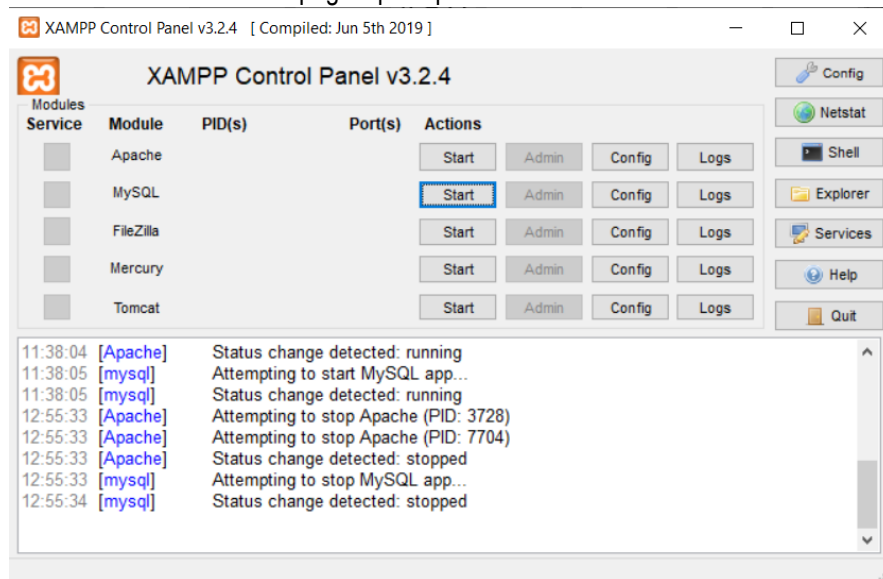 XAMPP Control Panel v3.2.4 [ Compiled: Jun 5th 2019 ]
XAMPP Control Panel v3.2.4
Config
Modules
Service Module PID(s) Port(s) Actions
Netstat
Apache Start Admin Config Logs
Shell
MySQL Start Admin Config Logs
Explorer
FileZilla Start Admin Config Logs
Services
Mercury Start Admin Config Logs
Help
Tomcat Start Admin Config Logs
Quit
11:38:04 [Apache] Status change detected: running
11:38:05 [mysql] Attempting to start MySQL app...
11:38:05 [mysql] Status change detected: running
12:55:33 [Apache] Attempting to stop Apache (PID: 3728)
12:55:33 [Apache] Attempting to stop Apache (PID: 7704)
12:55:33 [Apache] Status change detected: stopped
12:55:33 [mysql] Attempting to stop MySQL app...
12:55:34 [mysql] Status change detected: stopped